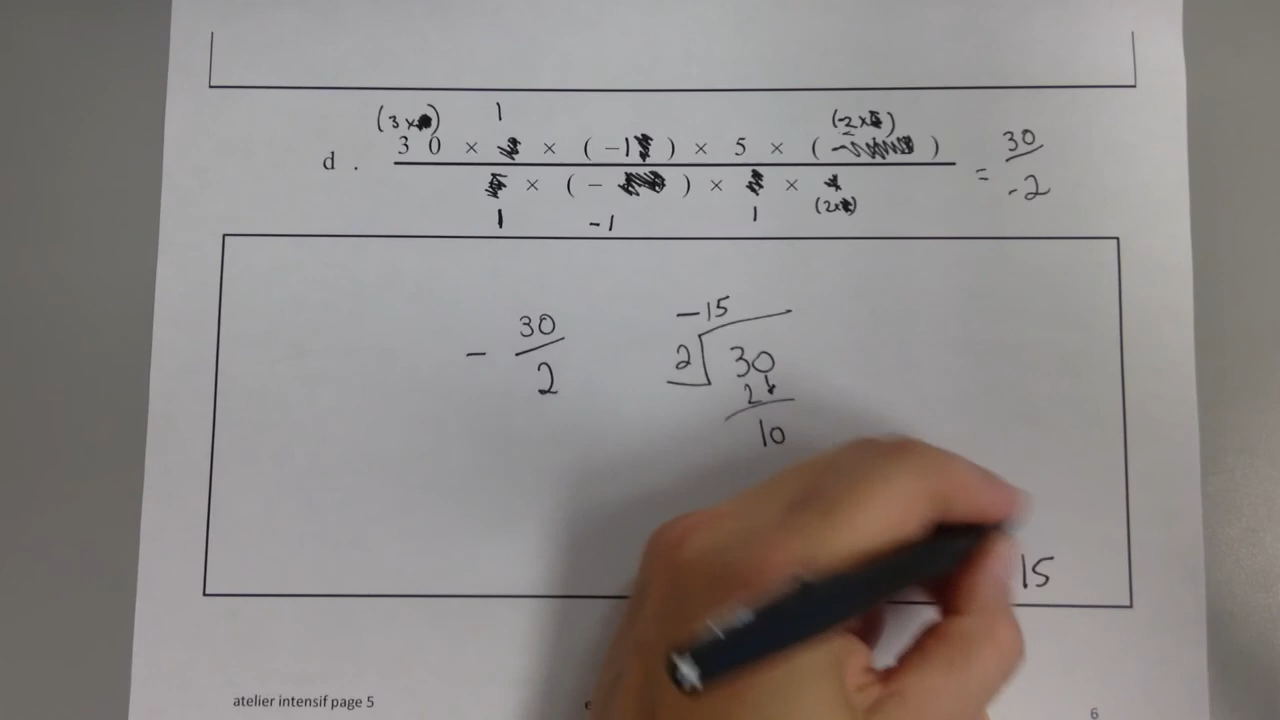 (3× ) 1 (-2× )
d . 30 × × (-1 ) × 5 × ( ) = 30/-2
× (- ) × ×
1 -1 1 (2× )
- 30/2
-15
2 30
2
10
15
atelier intensif page 5
6